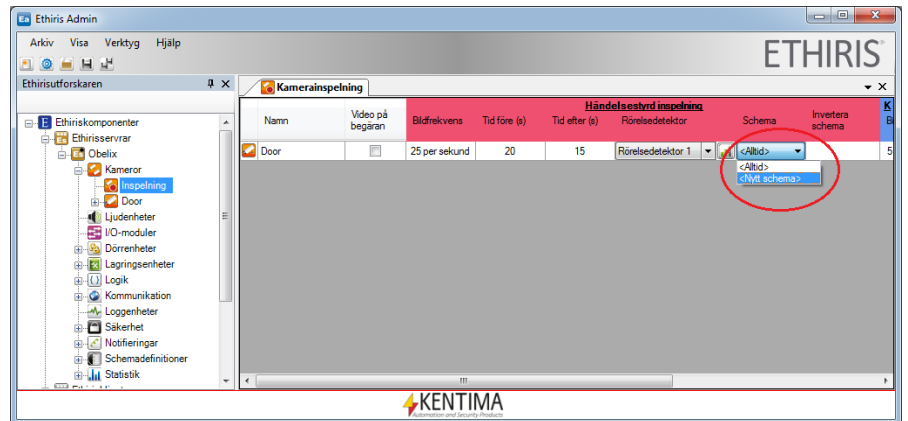 Ethiris Admin
Arkiv Visa Verktyg Hjälp
ETHIRIS
Ethirisutforskaren
Kamerainspelning
Händelsestyrd inspelning
K
Namn
Video på begäran
Bildfrekvens
Tid före (s)
Tid efter (s)
Rörelsedetektor
Schema
Invertera schema
Door
25 per sekund
20
15
Rörelsedetektor 1
<Alltid>
5
<Alltid>
<Nytt schema>
Ethiriskomponenter
Ethirisservrar
Obelix
Kameror
Inspelning
Door
Ljudenheter
I/O-moduler
Dörrenheter
Lagringsenheter
Logik
Kommunikation
Loggenheter
Säkerhet
Notifieringar
Schemadefinitioner
Statistik
KENTIMA
Automation and Security Products